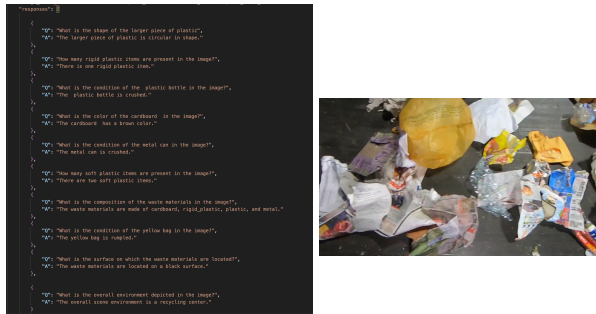 "responses": [
{
"Q": "What is the shape of the larger piece of plastic",
"A": "The larger piece of plastic is circular in shape."
},
{
"Q": "How many rigid plastic items are present in the image?",
"A": "There is one rigid plastic item."
},
{
"Q": "What is the condition of the  plastic bottle in the image?",
"A": "The  plastic bottle is crushed."
},
{
"Q": "What is the color of the cardboard  in the image?",
"A": "The cardboard  has a brown color."
},
{
"Q": "What is the condition of the metal can in the image?",
"A": "The metal can is crushed."
},
{
"Q": "How many soft plastic items are present in the image?",
"A": "There are two soft plastic items."
},
{
"Q": "What is the composition of the waste materials in the image?",
"A": "The waste materials are made of cardboard, rigid_plastic, plastic, and metal."
},
{
"Q": "What is the condition of the yellow bag in the image?",
"A": "The yellow bag is rumpled."
},
{
"Q": "What is the surface on which the waste materials are located?",
"A": "The waste materials are located on a black surface."
},
{
"Q": "What is the overall environment depicted in the image?",
"A": "The overall scene environment is a recycling center."
}